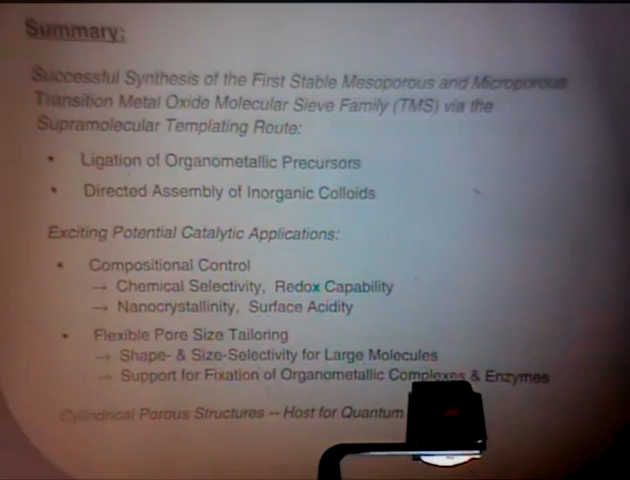 Summary:
Successful Synthesis of the First Stable Mesoporous and Microporous
Transition Metal Oxide Molecular Sieve Family (TMS) via the
Supramolecular Templating Route:
• Ligation of Organometallic Precursors
• Directed Assembly of Inorganic Colloids
Exciting Potential Catalytic Applications:
• Compositional Control
→ Chemical Selectivity, Redox Capability
→ Nanocrystallinity, Surface Acidity
• Flexible Pore Size Tailoring
→ Shape- & Size-Selectivity for Large Molecules
→ Support for Fixation of Organometallic Complexes & Enzymes
Cylindrical Porous Structures -- Host for Quantum